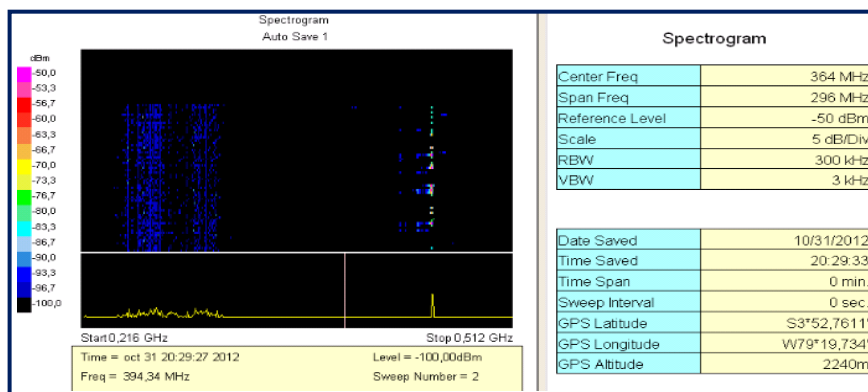 Spectrogram
Auto Save 1
dBm
-50,0
-53,3
-56,7
-60,0
-63,3
-66,7
-70,0
-73,3
-76,7
-80,0
-83,3
-86,7
-90,0
-93,3
-96,7
-100,0
Start0,216 GHz Stop 0,512 GHz
Time = oct 31 20:29:27 2012 Level = -100,00dBm
Freq = 394,34 MHz Sweep Number = 2
Spectrogram
Center Freq 364 MHz
Span Freq 296 MHz
Reference Level -50 dBm
Scale 5 dB/Div
RBW 300 kHz
VBW 3 kHz
Date Saved 10/31/2012
Time Saved 20:29:33
Time Span 0 min.
Sweep Interval 0 sec.
GPS Latitude S3*52,7611'
GPS Longitude W79*19,734'
GPS Altitude 2240m